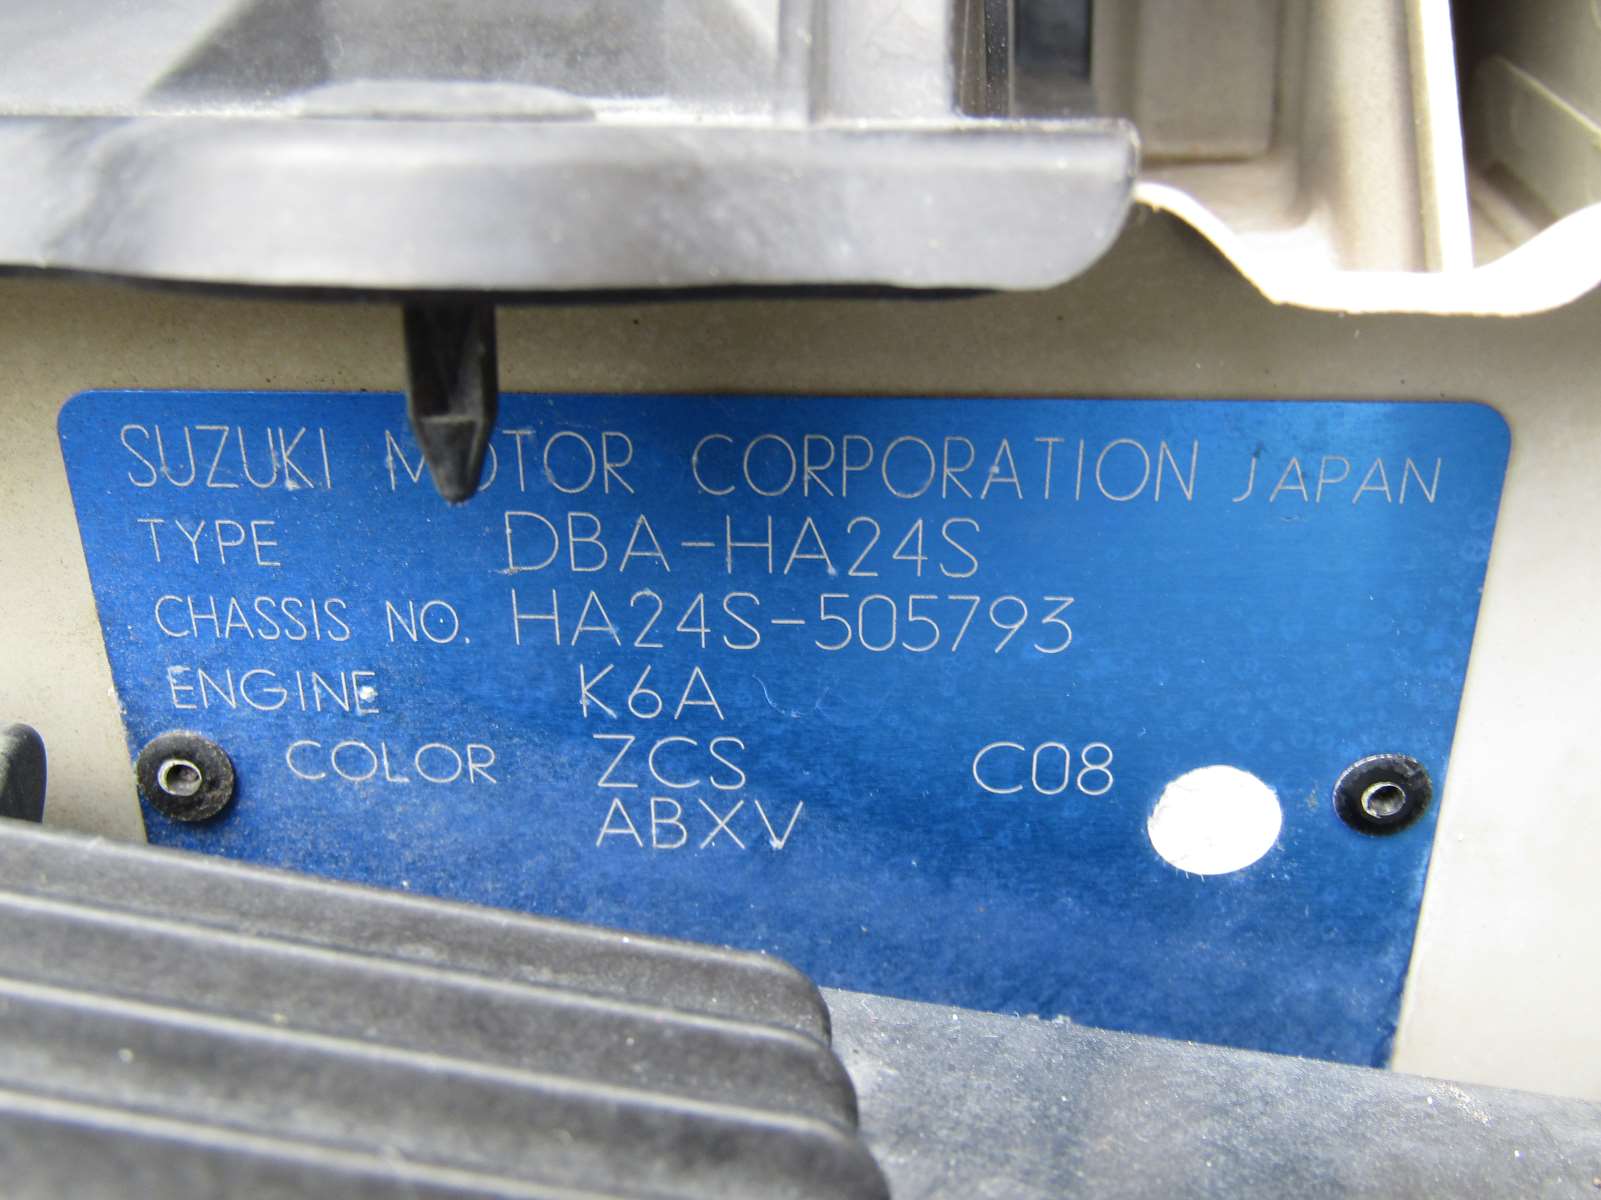 SUZUKI MOTOR CORPORATION JAPAN
TYPE DBA-HA24S
CHASSIS NO. HA24S-505793
ENGINE K6A
COLOR ZCS C08
ABXV